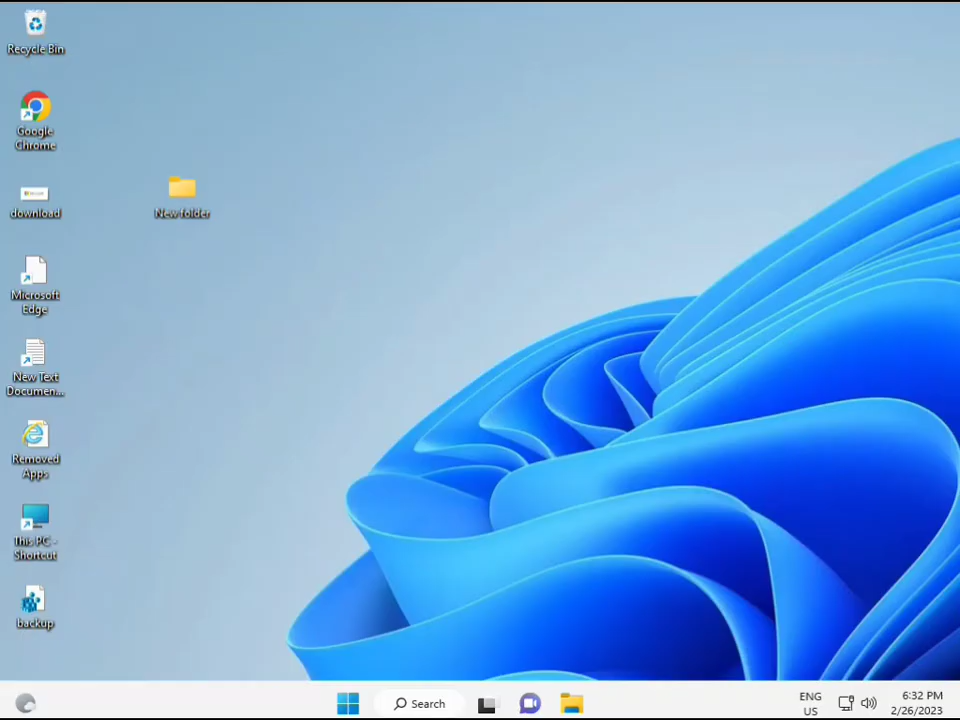 Recycle Bin
Google
Chrome
download
New folder
Microsoft
Edge
New Text
Documen...
Removed
Apps
This PC -
Shortcut
backup
Search
ENG
US
6:32 PM
2/26/2023